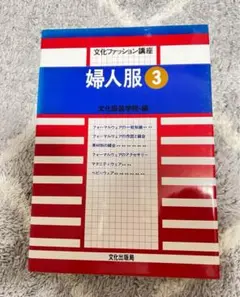 文化ファッション講座
婦人服 3
文化服装学院・編
フォーマルウェアの一般知識
フォーマルウェアの作図と縫製
素材別の縫製
フォーマルウェアのアクセサリー
マタニティウェア
ベビーウェア
文化出版局